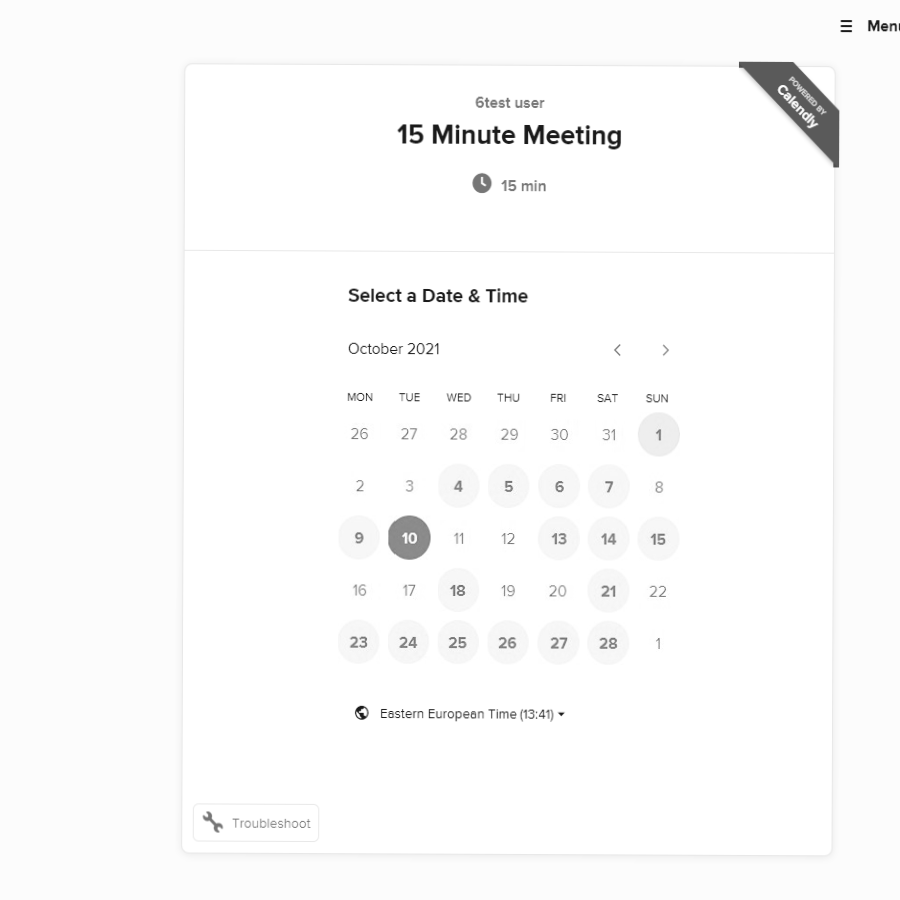 ☰ Menu
POWERED BY
Calendly
6test user
15 Minute Meeting
15 min
Select a Date & Time
October 2021
MON TUE WED THU FRI SAT SUN
26 27 28 29 30 31 1
2 3 4 5 6 7 8
9 10 11 12 13 14 15
16 17 18 19 20 21 22
23 24 25 26 27 28 1
Eastern European Time (13:41)
Troubleshoot